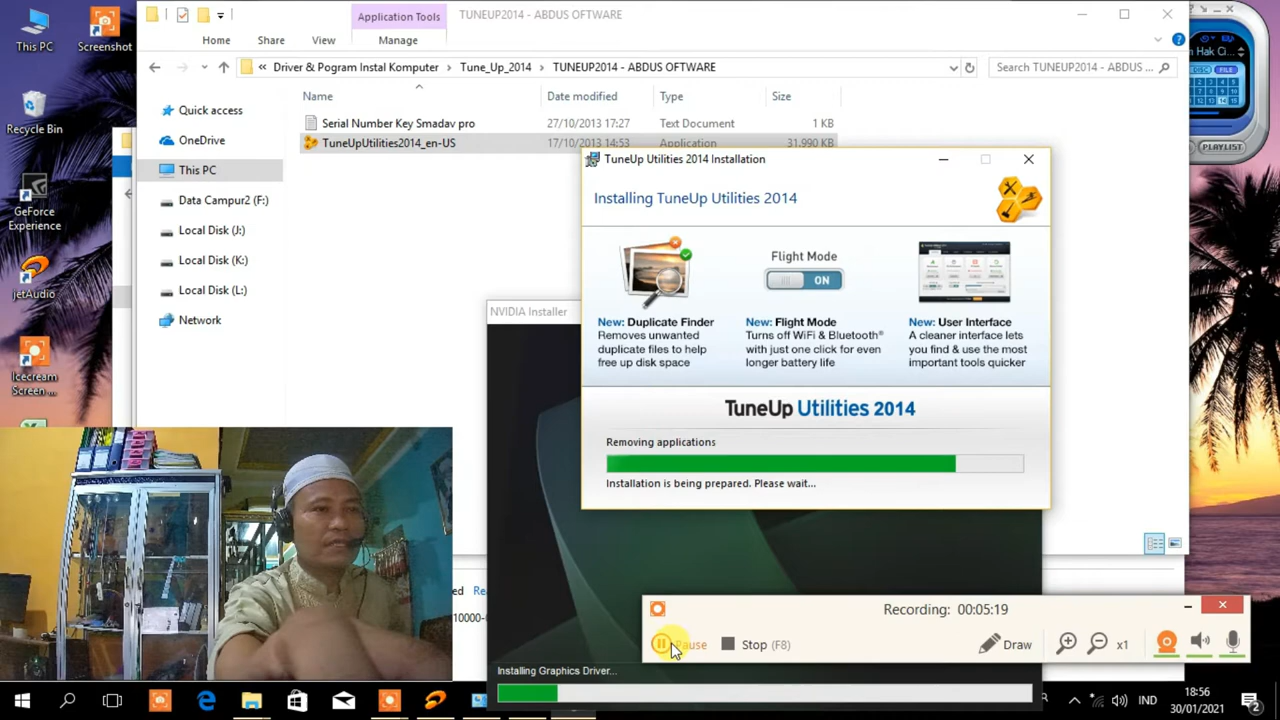 This PC
Screenshot
Recycle Bin
GeForce
Experience
jetAudio
Icecream
Screen ...
Application Tools
TUNEUP2014 - ABDUS OFTWARE
Home
Share
View
Manage
« Driver & Pogram Instal Komputer > Tune_Up_2014 > TUNEUP2014 - ABDUS OFTWARE
Search TUNEUP2014 - ABDUS ...
Name
Date modified
Type
Size
Quick access
OneDrive
This PC
Data Campur2 (F:)
Local Disk (J:)
Local Disk (K:)
Local Disk (L:)
Network
Serial Number Key Smadav pro
27/10/2013 17:27
Text Document
1 KB
TuneUpUtilities2014_en-US
17/10/2013 14:53
Application
31.990 KB
m Hak Ci...
FILE
PLAYLIST
TuneUp Utilities 2014 Installation
Installing TuneUp Utilities 2014
Flight Mode
ON
New: Duplicate Finder
Removes unwanted
duplicate files to help
free up disk space
New: Flight Mode
Turns off WiFi & Bluetooth®
with just one click for even
longer battery life
New: User Interface
A cleaner interface lets
you find & use the most
important tools quicker
TuneUp Utilities 2014
Removing applications
Installation is being prepared. Please wait...
NVIDIA Installer
Installing Graphics Driver...
Recording: 00:05:19
Pause
Stop (F8)
Draw
x1
IND
18:56
30/01/2021
2